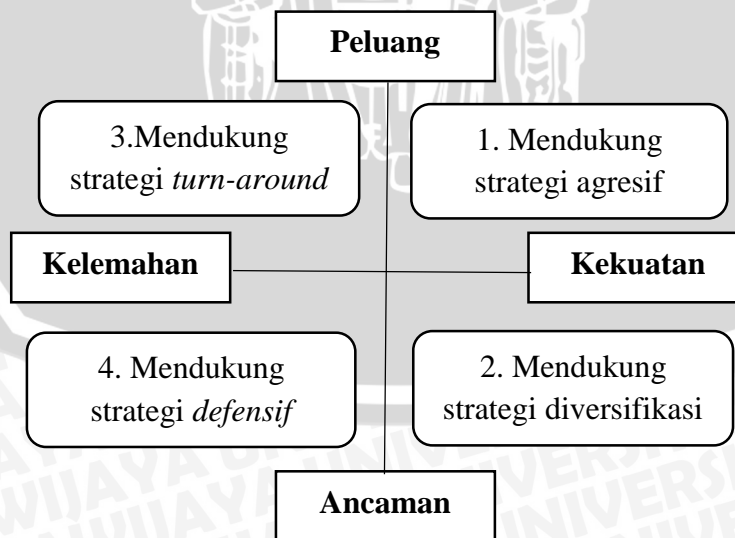 Peluang
3.Mendukung
strategi turn-around
1. Mendukung
strategi agresif
Kelemahan
Kekuatan
4. Mendukung
strategi defensif
2. Mendukung
strategi diversifikasi
Ancaman
WIJAYA